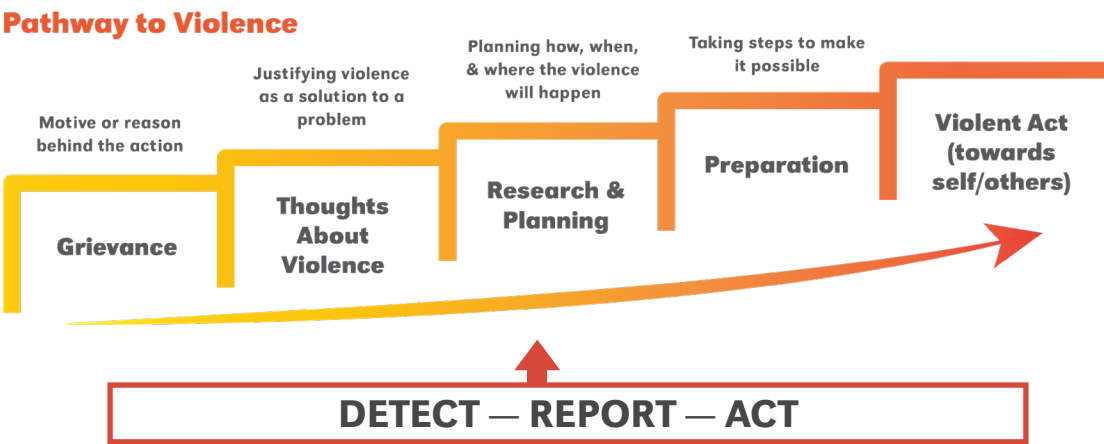 Pathway to Violence
Motive or reason
behind the action
Grievance
Justifying violence
as a solution to a
problem
Thoughts
About
Violence
Planning how, when,
& where the violence
will happen
Research &
Planning
Taking steps to make
it possible
Preparation
Violent Act
(towards
self/others)
DETECT — REPORT — ACT